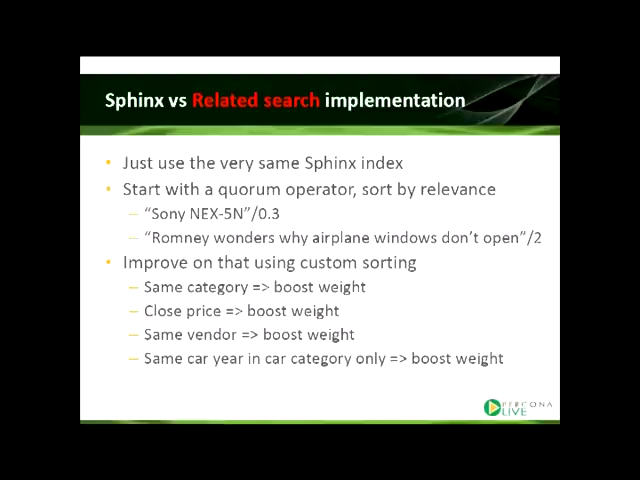 Sphinx vs Related search implementation
• Just use the very same Sphinx index
• Start with a quorum operator, sort by relevance
– “Sony NEX-5N”/0.3
– “Romney wonders why airplane windows don’t open”/2
• Improve on that using custom sorting
– Same category => boost weight
– Close price => boost weight
– Same vendor => boost weight
– Same car year in car category only => boost weight
PERCONA
LIVE